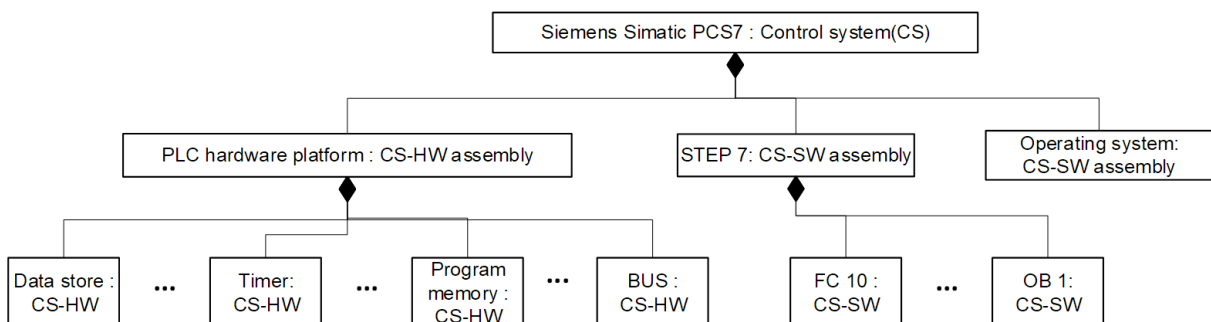 Siemens Simatic PCS7 : Control system(CS)
PLC hardware platform : CS-HW assembly
STEP 7: CS-SW assembly
Operating system:
CS-SW assembly
Data store :
CS-HW
...
Timer:
CS-HW
...
Program
memory :
CS-HW
...
BUS :
CS-HW
FC 10 :
CS-SW
...
OB 1:
CS-SW